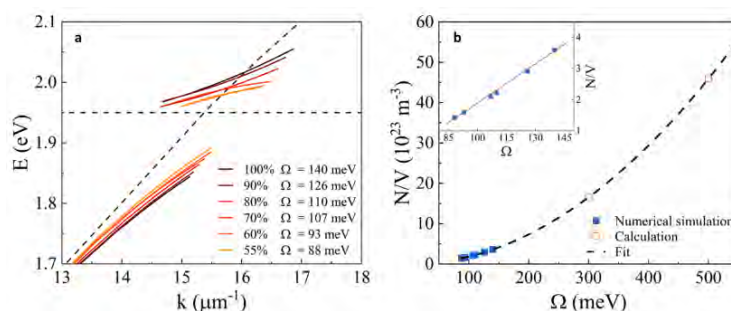 a
E (eV)
2.1
2.0
1.9
1.8
1.7
100% Ω = 140 meV
90% Ω = 126 meV
80% Ω = 110 meV
70% Ω = 107 meV
60% Ω = 93 meV
55% Ω = 88 meV
13 14 15 16 17 18
k (μm⁻¹)
b
N/V (10²³ m⁻³)
60
50
40
30
20
10
0
4
3
2
1
N/V
85 105 125 145
Ω
Numerical simulation
Calculation
Fit
100 200 300 400 500
Ω (meV)